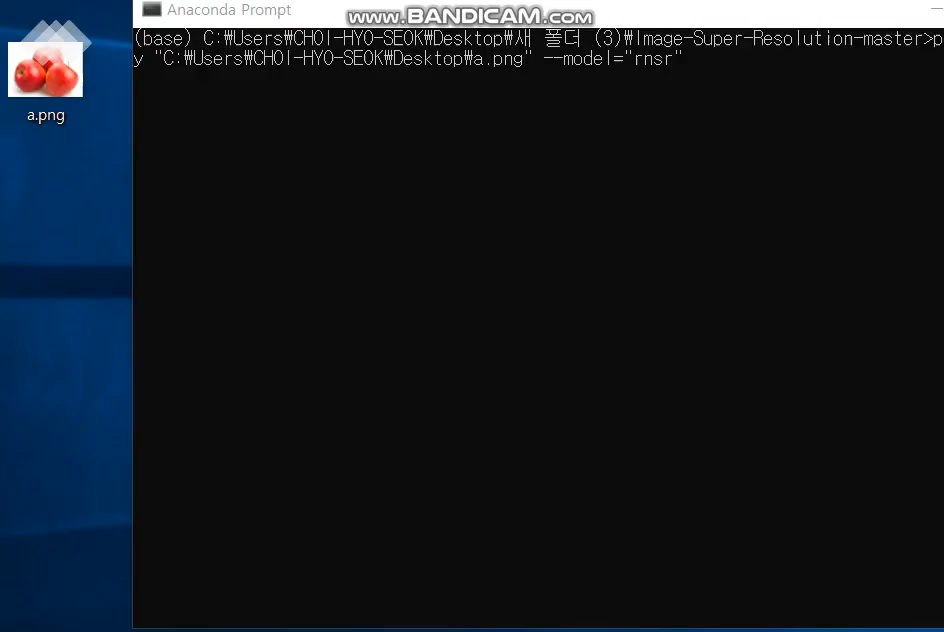 Anaconda Prompt
www.BANDICAM.com
(base) C:₩Users₩CHOI-HYO-SEOK₩Desktop₩새 폴더 (3)₩Image-Super-Resolution-master>p
y "C:₩Users₩CHOI-HYO-SEOK₩Desktop₩a.png" --model="rnsr"
a.png